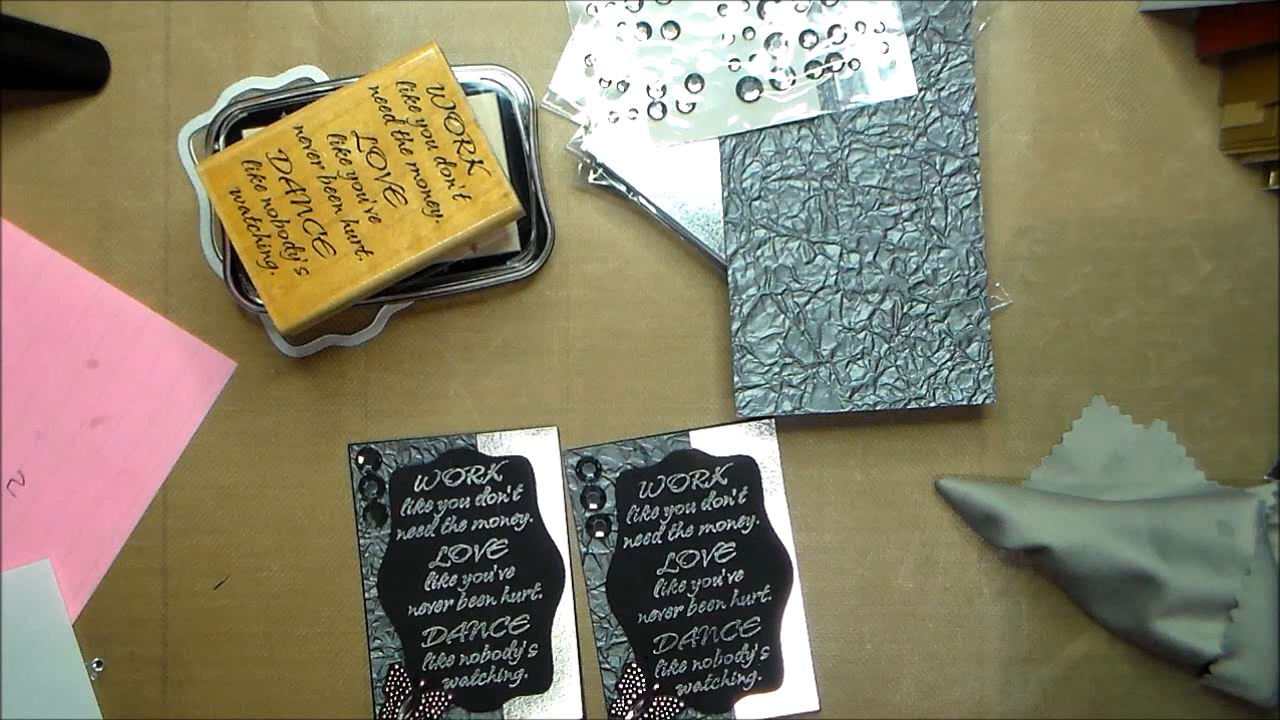 WORK
like you don't
need the money.
LOVE
like you've
never been hurt.
DANCE
like nobody's
watching.
WORK
like you don't
need the money.
LOVE
like you've
never been hurt.
DANCE
like nobody's
watching.
WORK
like you don't
need the money.
LOVE
like you've
never been hurt.
DANCE
like nobody's
watching.